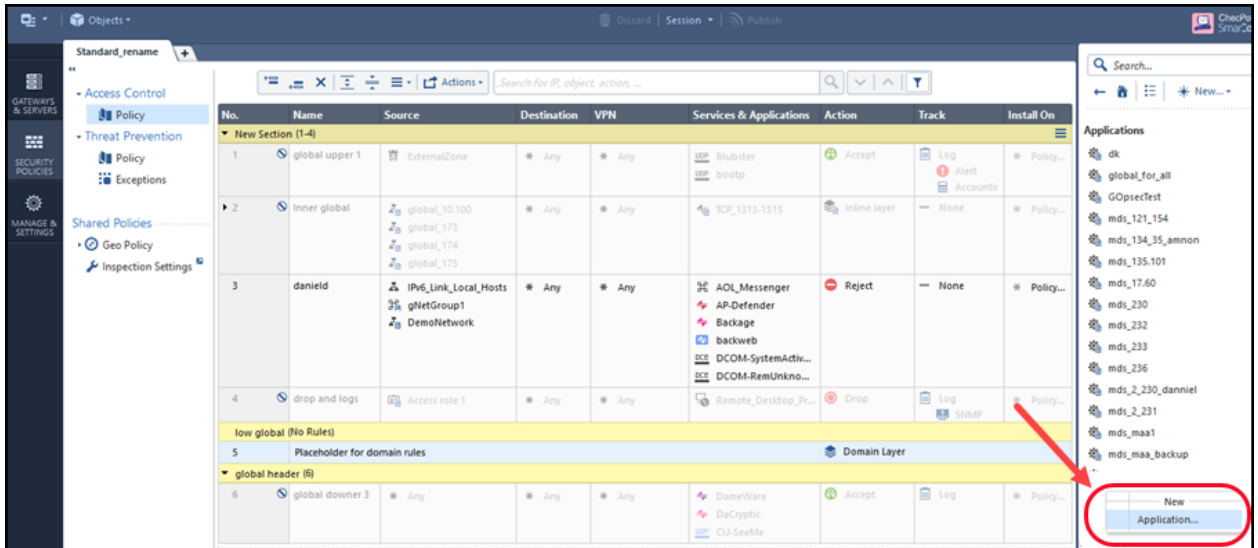 Objects
Discard Session Publish
ChecPo
Standard_rename
GATEWAYS & SERVERS
SECURITY POLICIES
MANAGE & SETTINGS
Access Control
Policy
Threat Prevention
Policy
Exceptions
Shared Policies
Geo Policy
Inspection Settings
Actions
Search for IP, object, action, ...
No. Name Source Destination VPN Services & Applications Action Track Install On
New Section (1-4)
1 global upper 1 ExternalZone Any Any UDP Blubster Accept Log Policy...
UDP bootp Alert
Accountin
2 Inner global global_10.100 Any Any TCP_1313-1515 inline layer None Policy...
global_173
global_174
global_175
3 danield IPv6_Link_Local_Hosts Any Any AOL_Messenger Reject None Policy...
gNetGroup1 AP-Defender
DemoNetwork Backage
backweb
DCE DCOM-SystemActiv...
DCE DCOM-RemUnkno...
4 drop and logs Access role 1 Any Any Remote_Desktop_Pr... Drop Log Policy...
SNMP
low global (No Rules)
5 Placeholder for domain rules Domain Layer
global header (6)
6 global downer 3 Any Any Any DameWare Accept Log Policy...
DaCryptic
UDP CU-SeeMe
Search...
New...
Applications
dk
global_for_all
GOpsecTest
mds_121_154
mds_134_35_amnon
mds_135.101
mds_17.60
mds_230
mds_232
mds_233
mds_236
mds_2_230_danniel
mds_2_231
mds_maa1
mds_maa_backup
New
Application...